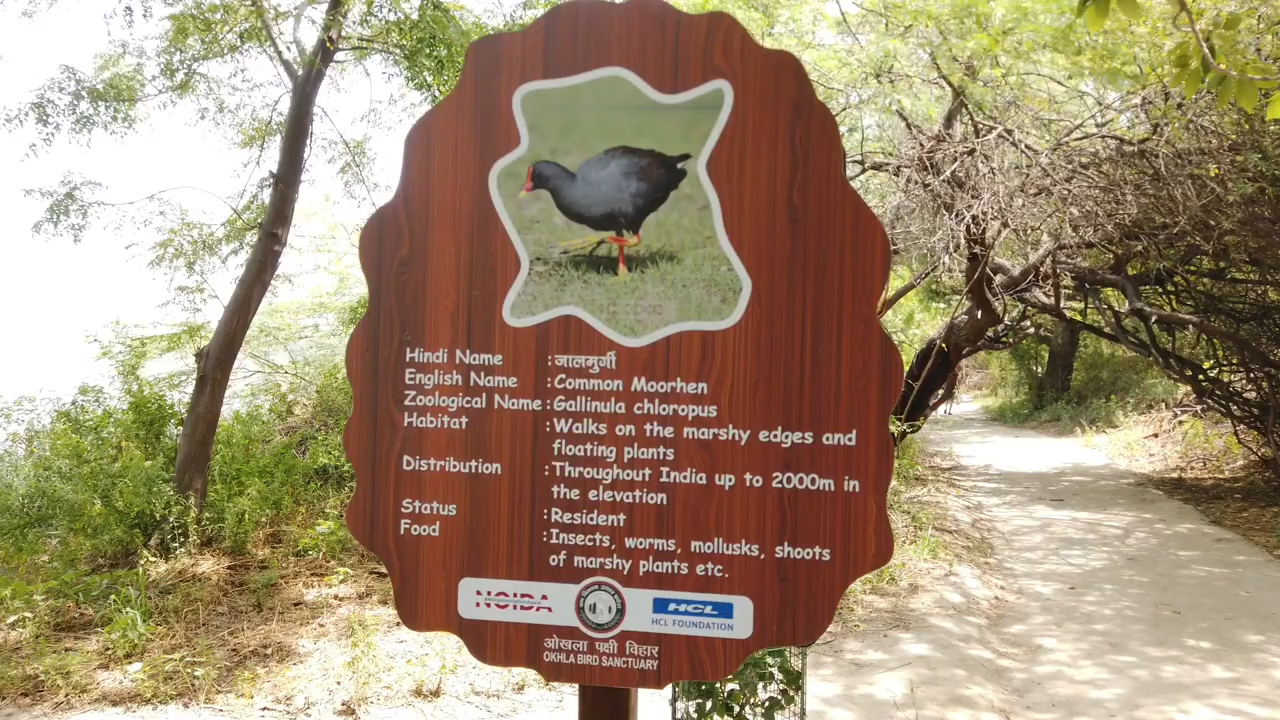 Hindi Name : जालमुर्गी
English Name : Common Moorhen
Zoological Name : Gallinula chloropus
Habitat : Walks on the marshy edges and
floating plants
Distribution : Throughout India up to 2000m in
the elevation
Status : Resident
Food : Insects, worms, mollusks, shoots
of marshy plants etc.
NOIDA
HCL
HCL FOUNDATION
ओखला पक्षी विहार
OKHLA BIRD SANCTUARY